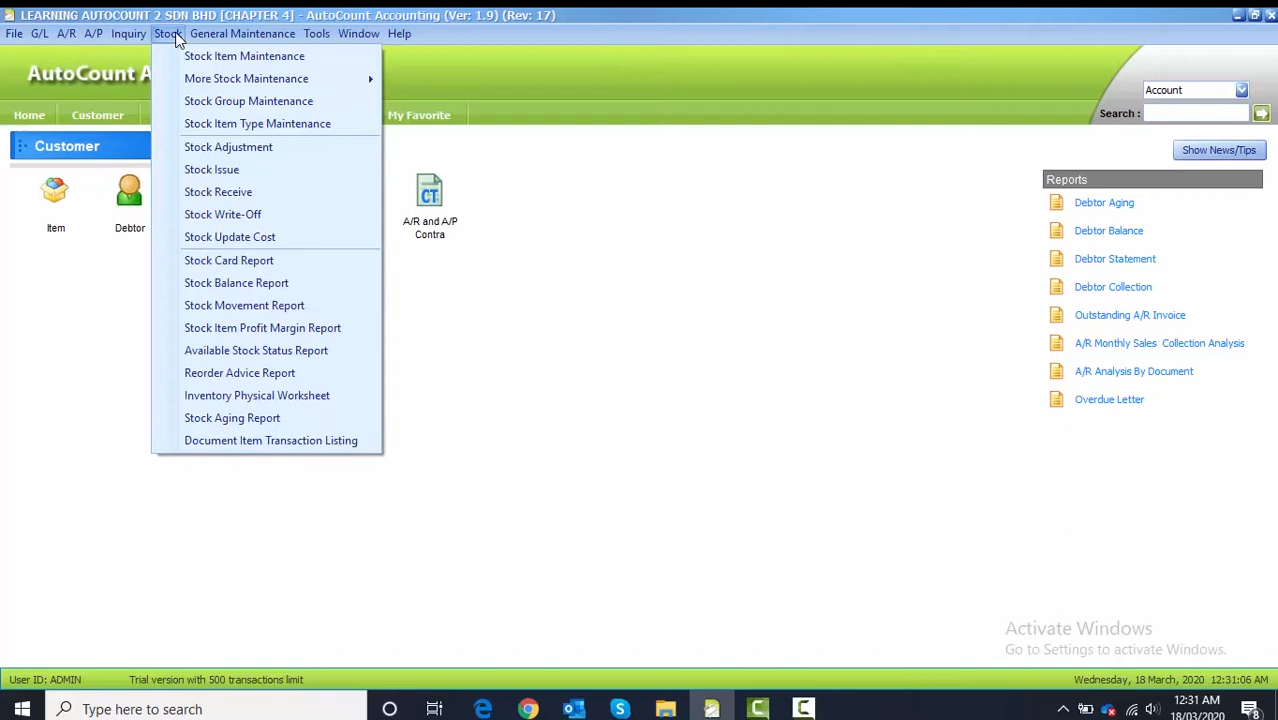 LEARNING AUTOCOUNT 2 SDN BHD [CHAPTER 4] - AutoCount Accounting (Ver: 1.9) (Rev: 17)
File G/L A/R A/P Inquiry Stock General Maintenance Tools Window Help
AutoCount A
Account
Search :
Home Customer My Favorite
Customer
Show News/Tips
Stock Item Maintenance
More Stock Maintenance
Stock Group Maintenance
Stock Item Type Maintenance
Stock Adjustment
Stock Issue
Stock Receive
Stock Write-Off
Stock Update Cost
Stock Card Report
Stock Balance Report
Stock Movement Report
Stock Item Profit Margin Report
Available Stock Status Report
Reorder Advice Report
Inventory Physical Worksheet
Stock Aging Report
Document Item Transaction Listing
Item
Debtor
CT
A/R and A/P
Contra
Reports
Debtor Aging
Debtor Balance
Debtor Statement
Debtor Collection
Outstanding A/R Invoice
A/R Monthly Sales Collection Analysis
A/R Analysis By Document
Overdue Letter
Activate Windows
Go to Settings to activate Windows.
User ID: ADMIN Trial version with 500 transactions limit Wednesday, 18 March, 2020 12:31:06 AM
Type here to search
12:31 AM
18/03/2020
8